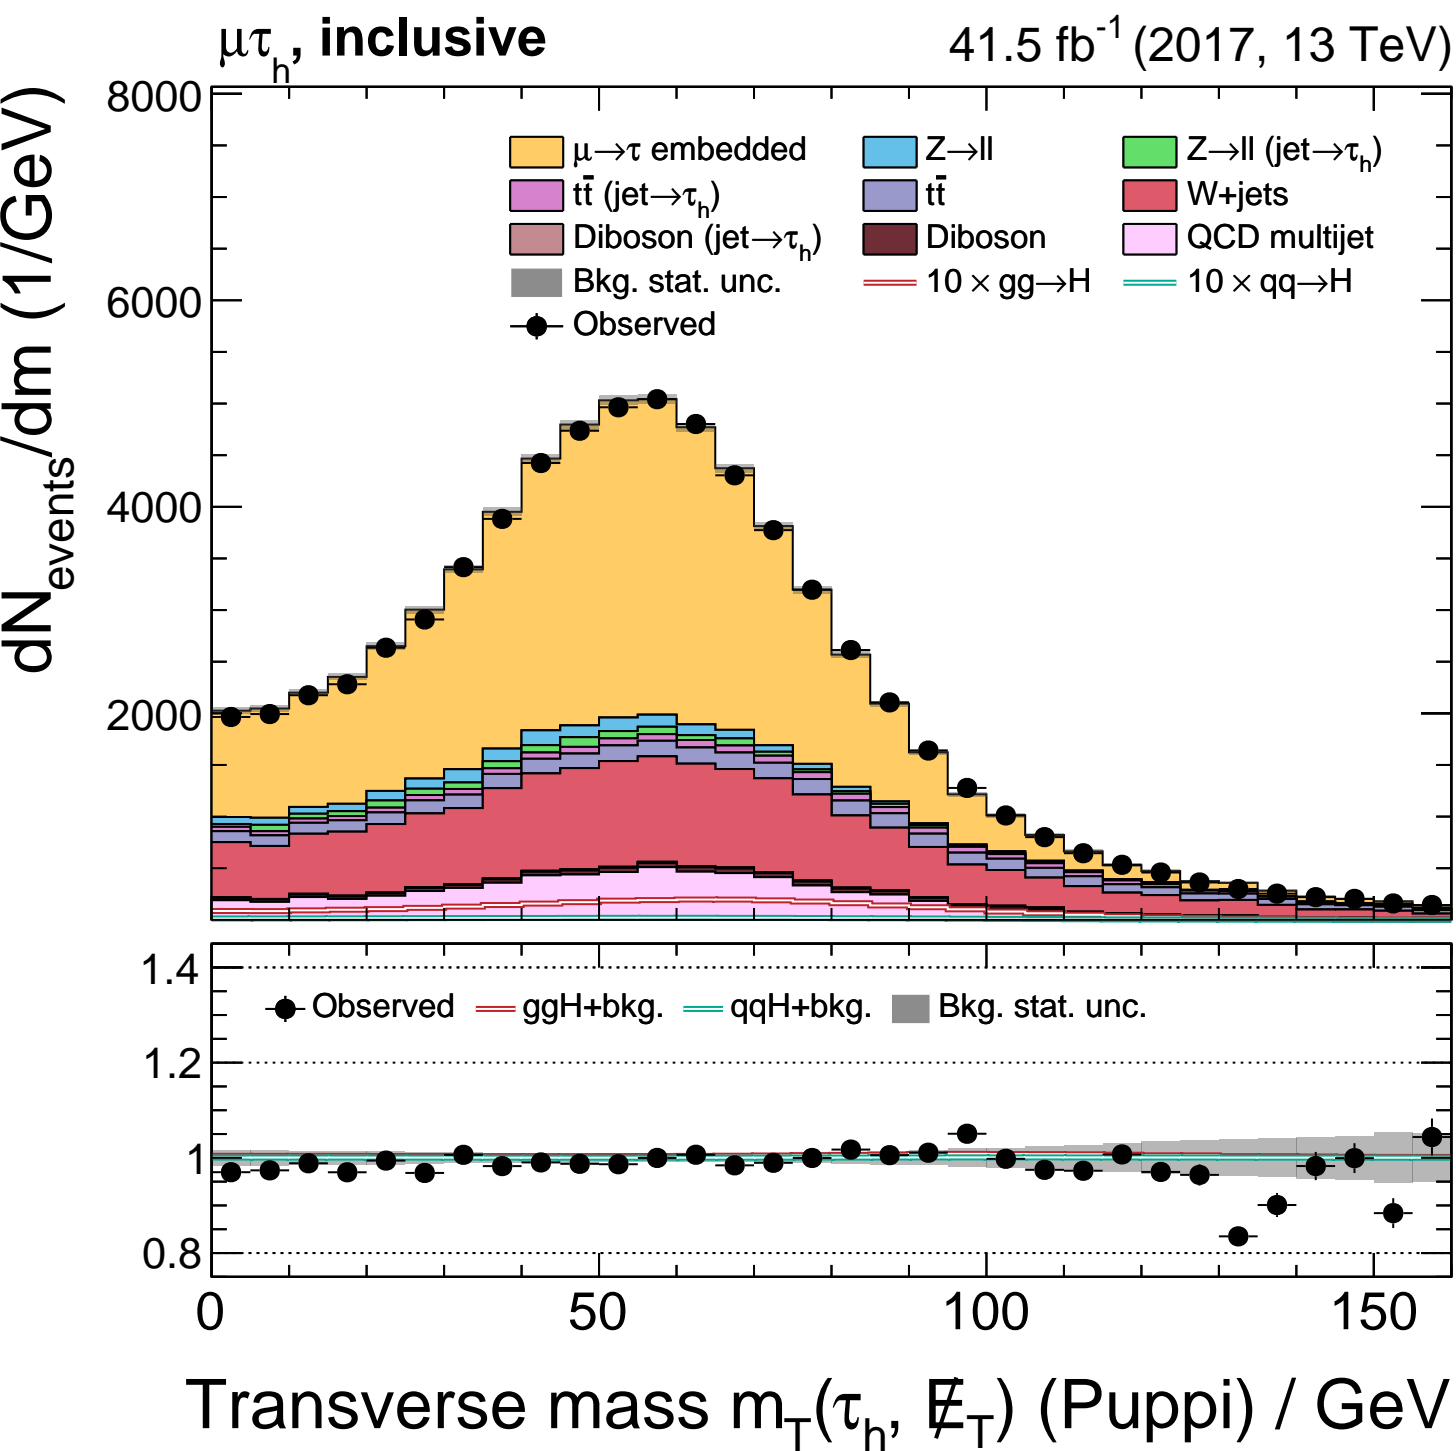 μτh, inclusive
41.5 fb-1 (2017, 13 TeV)
dNevents/dm (1/GeV)
8000
6000
4000
2000
μ→τ embedded
Z→ll
Z→ll (jet→τh)
tt̄ (jet→τh)
tt̄
W+jets
Diboson (jet→τh)
Diboson
QCD multijet
Bkg. stat. unc.
10 × gg→H
10 × qq→H
Observed
1.4
1.2
1
0.8
Observed
ggH+bkg.
qqH+bkg.
Bkg. stat. unc.
0
50
100
150
Transverse mass mT(τh, E̸T) (Puppi) / GeV